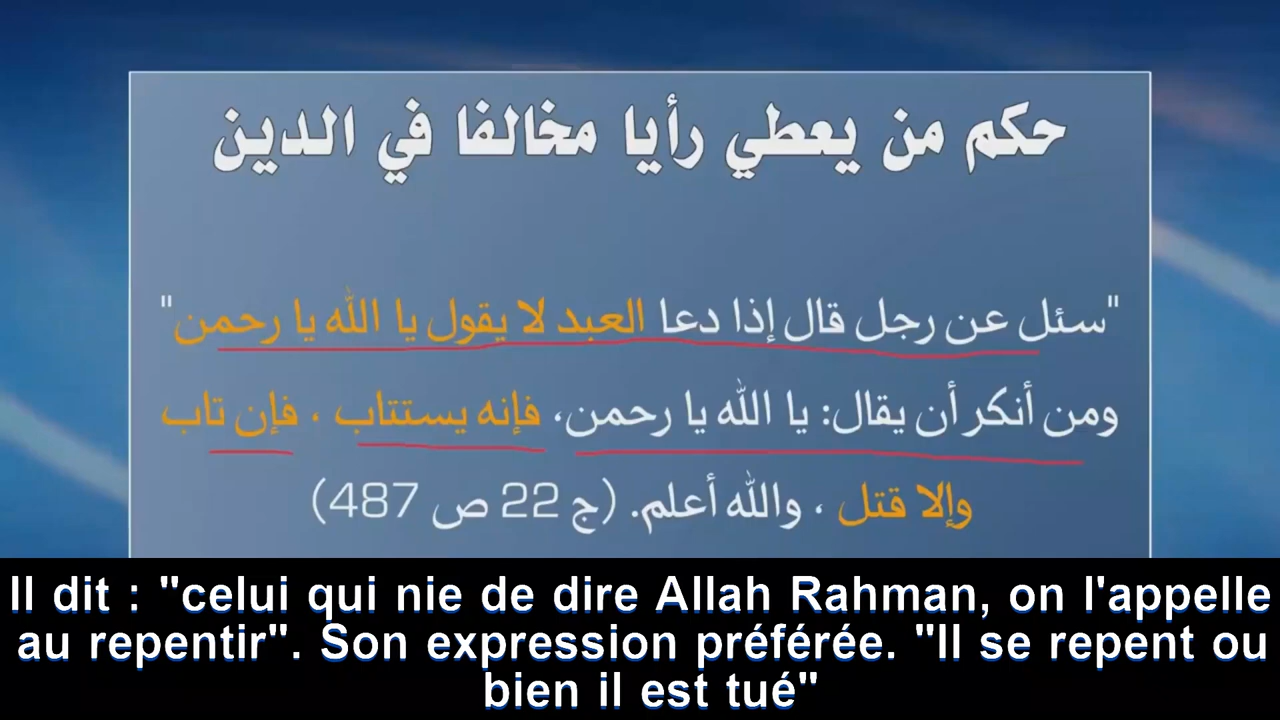 حكم من يعطي رأيا مخالفا في الدين
"سئل عن رجل قال إذا دعا العبد لا يقول يا الله يا رحمن"
ومن أنكر أن يقال: يا الله يا رحمن، فإنه يستتاب ، فإن تاب
وإلا قتل ، والله أعلم. (ج 22 ص 487)
Il dit : "celui qui nie de dire Allah Rahman, on l'appelle
au repentir". Son expression préférée. "Il se repent ou
bien il est tué"